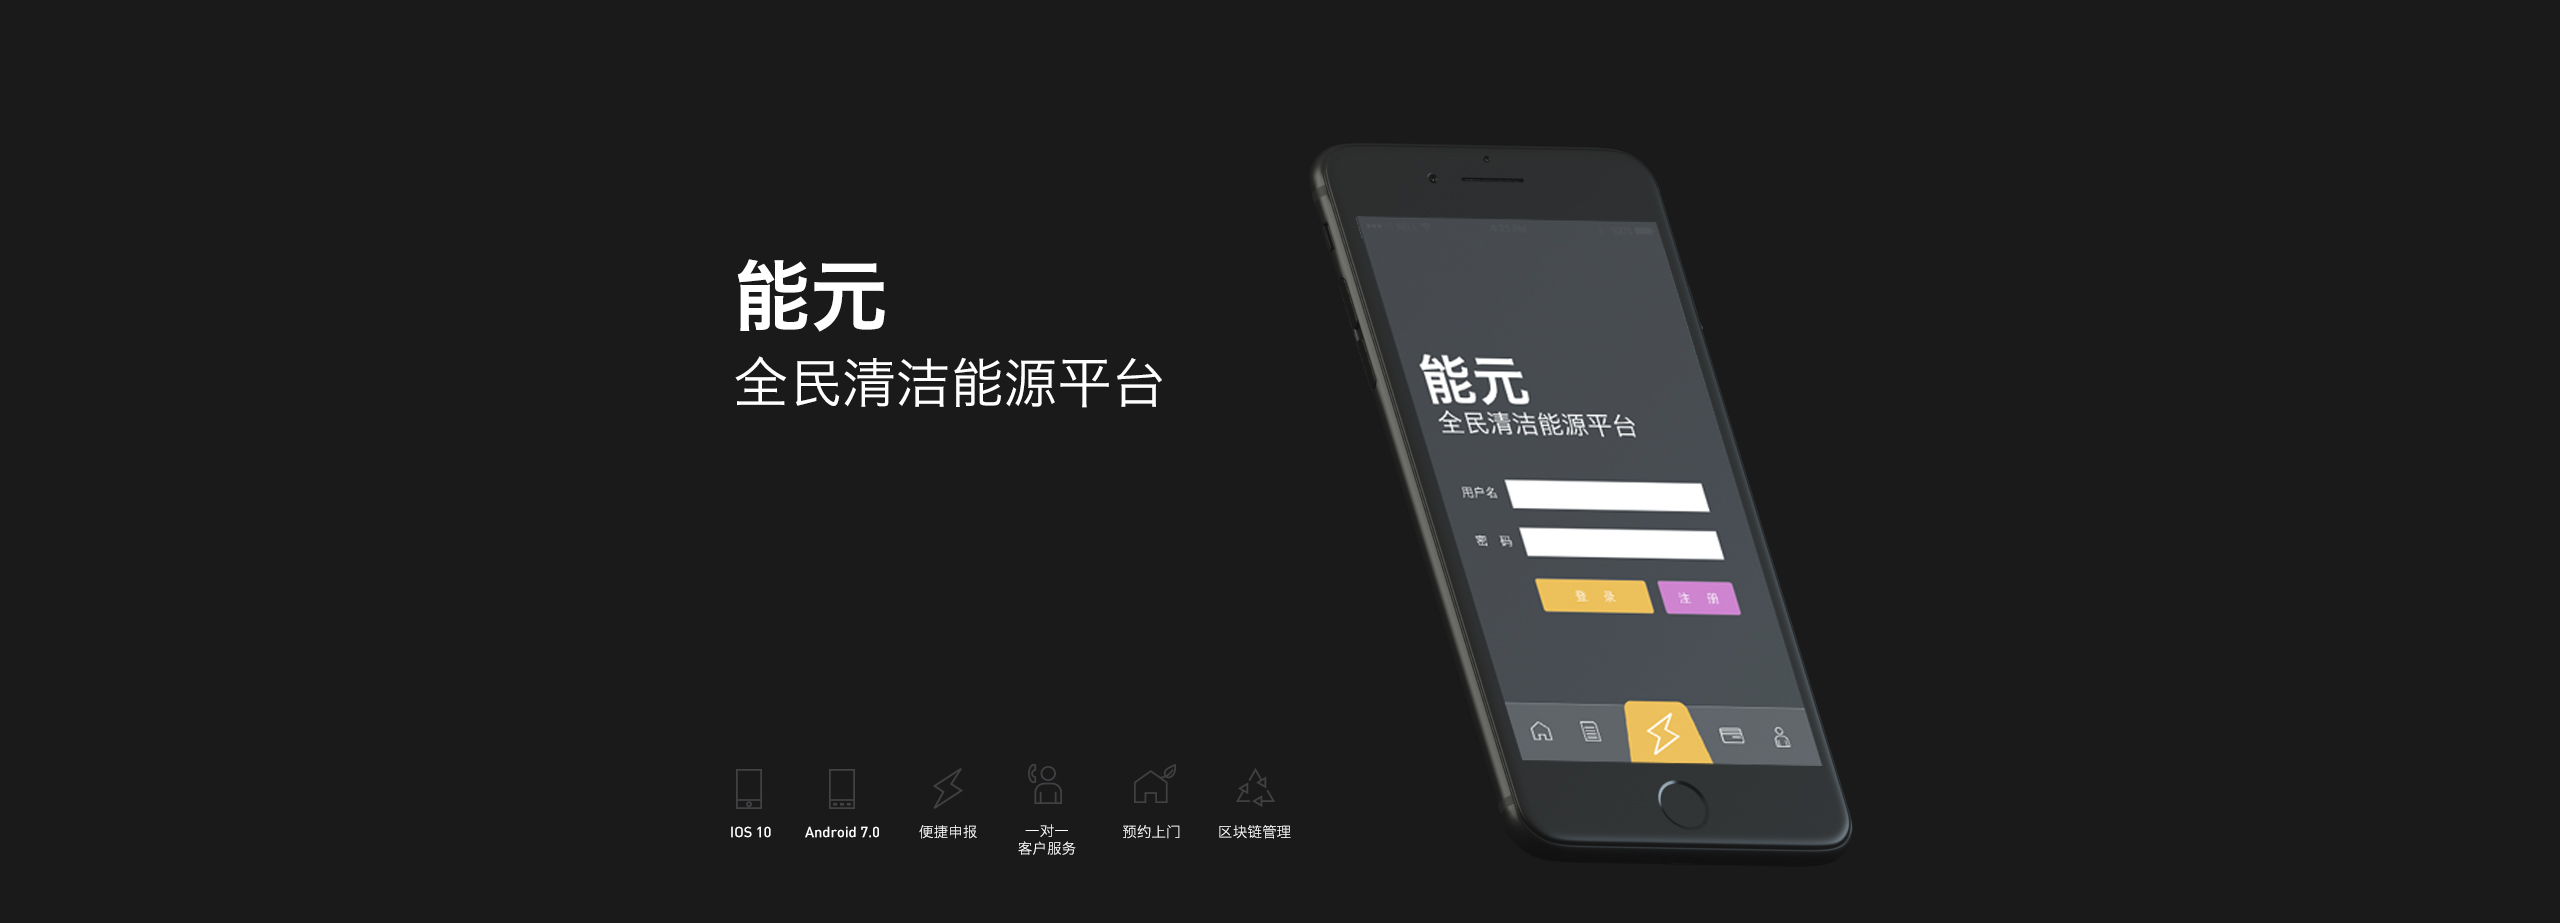 能元
全民清洁能源平台
IOS 10
Android 7.0
便捷申报
一对一
客户服务
预约上门
区块链管理
能元
全民清洁能源平台
用户名
密 码
登 录
注 册